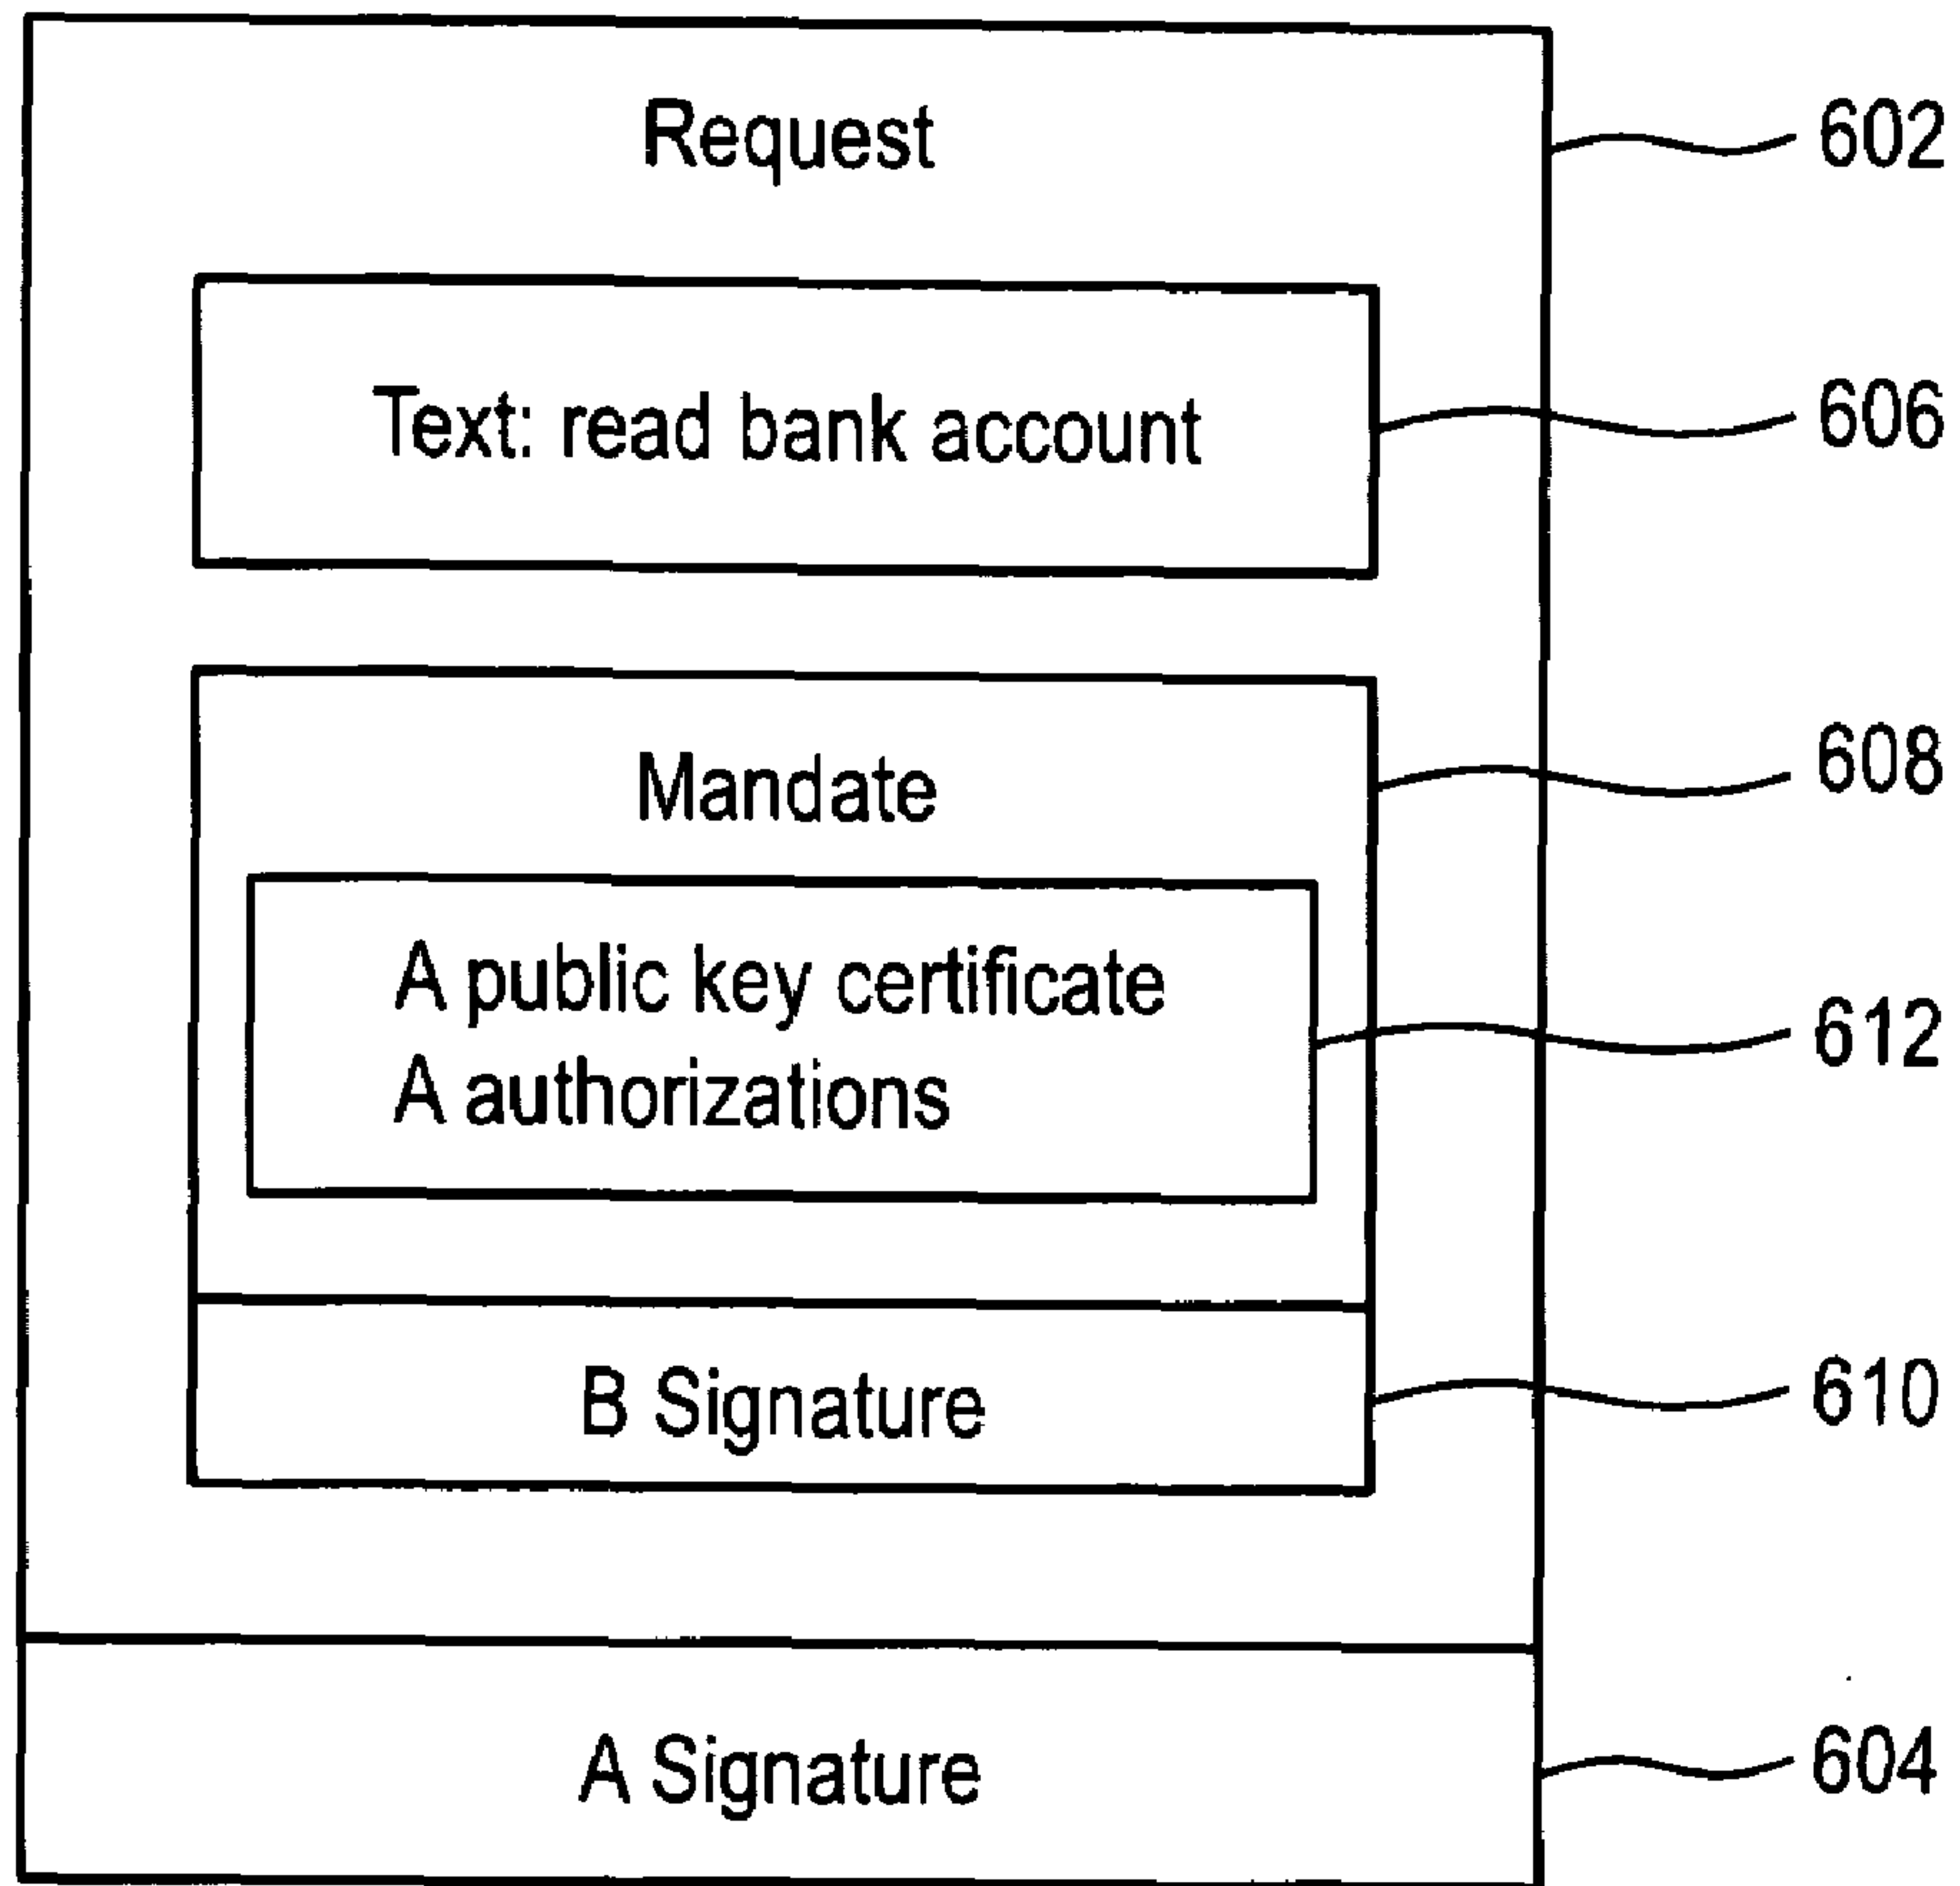 Request
602
Text: read bank account
606
Mandate
608
A public key certificate
A authorizations
612
B Signature
610
A Signature
604